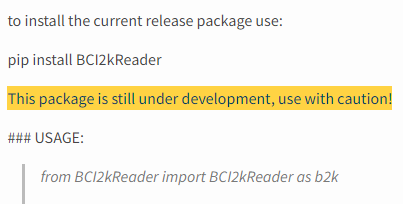 to install the current release package use:
pip install BCI2kReader
This package is still under development, use with caution!
### USAGE:
from BCI2kReader import BCI2kReader as b2k